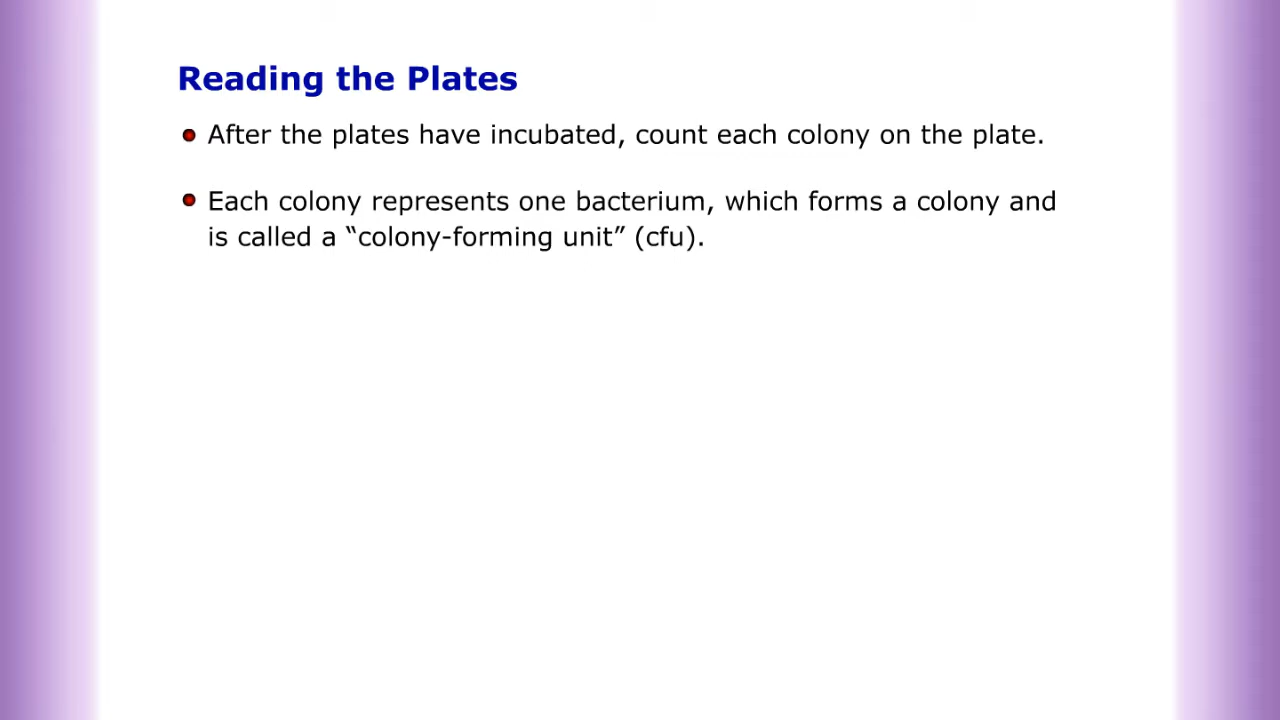 Reading the Plates
After the plates have incubated, count each colony on the plate.
Each colony represents one bacterium, which forms a colony and
is called a “colony-forming unit” (cfu).